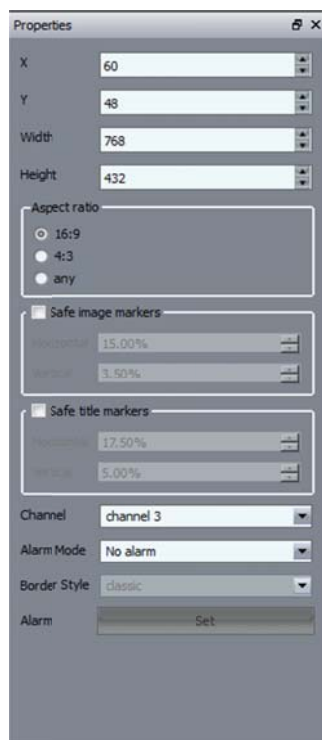 Properties
X 60
Y 48
Width 768
Height 432
Aspect ratio
16:9
4:3
any
Safe image markers
Horizontal 15.00%
Vertical 3.50%
Safe title markers
Horizontal 17.50%
Vertical 5.00%
Channel channel 3
Alarm Mode No alarm
Border Style classic
Alarm Set